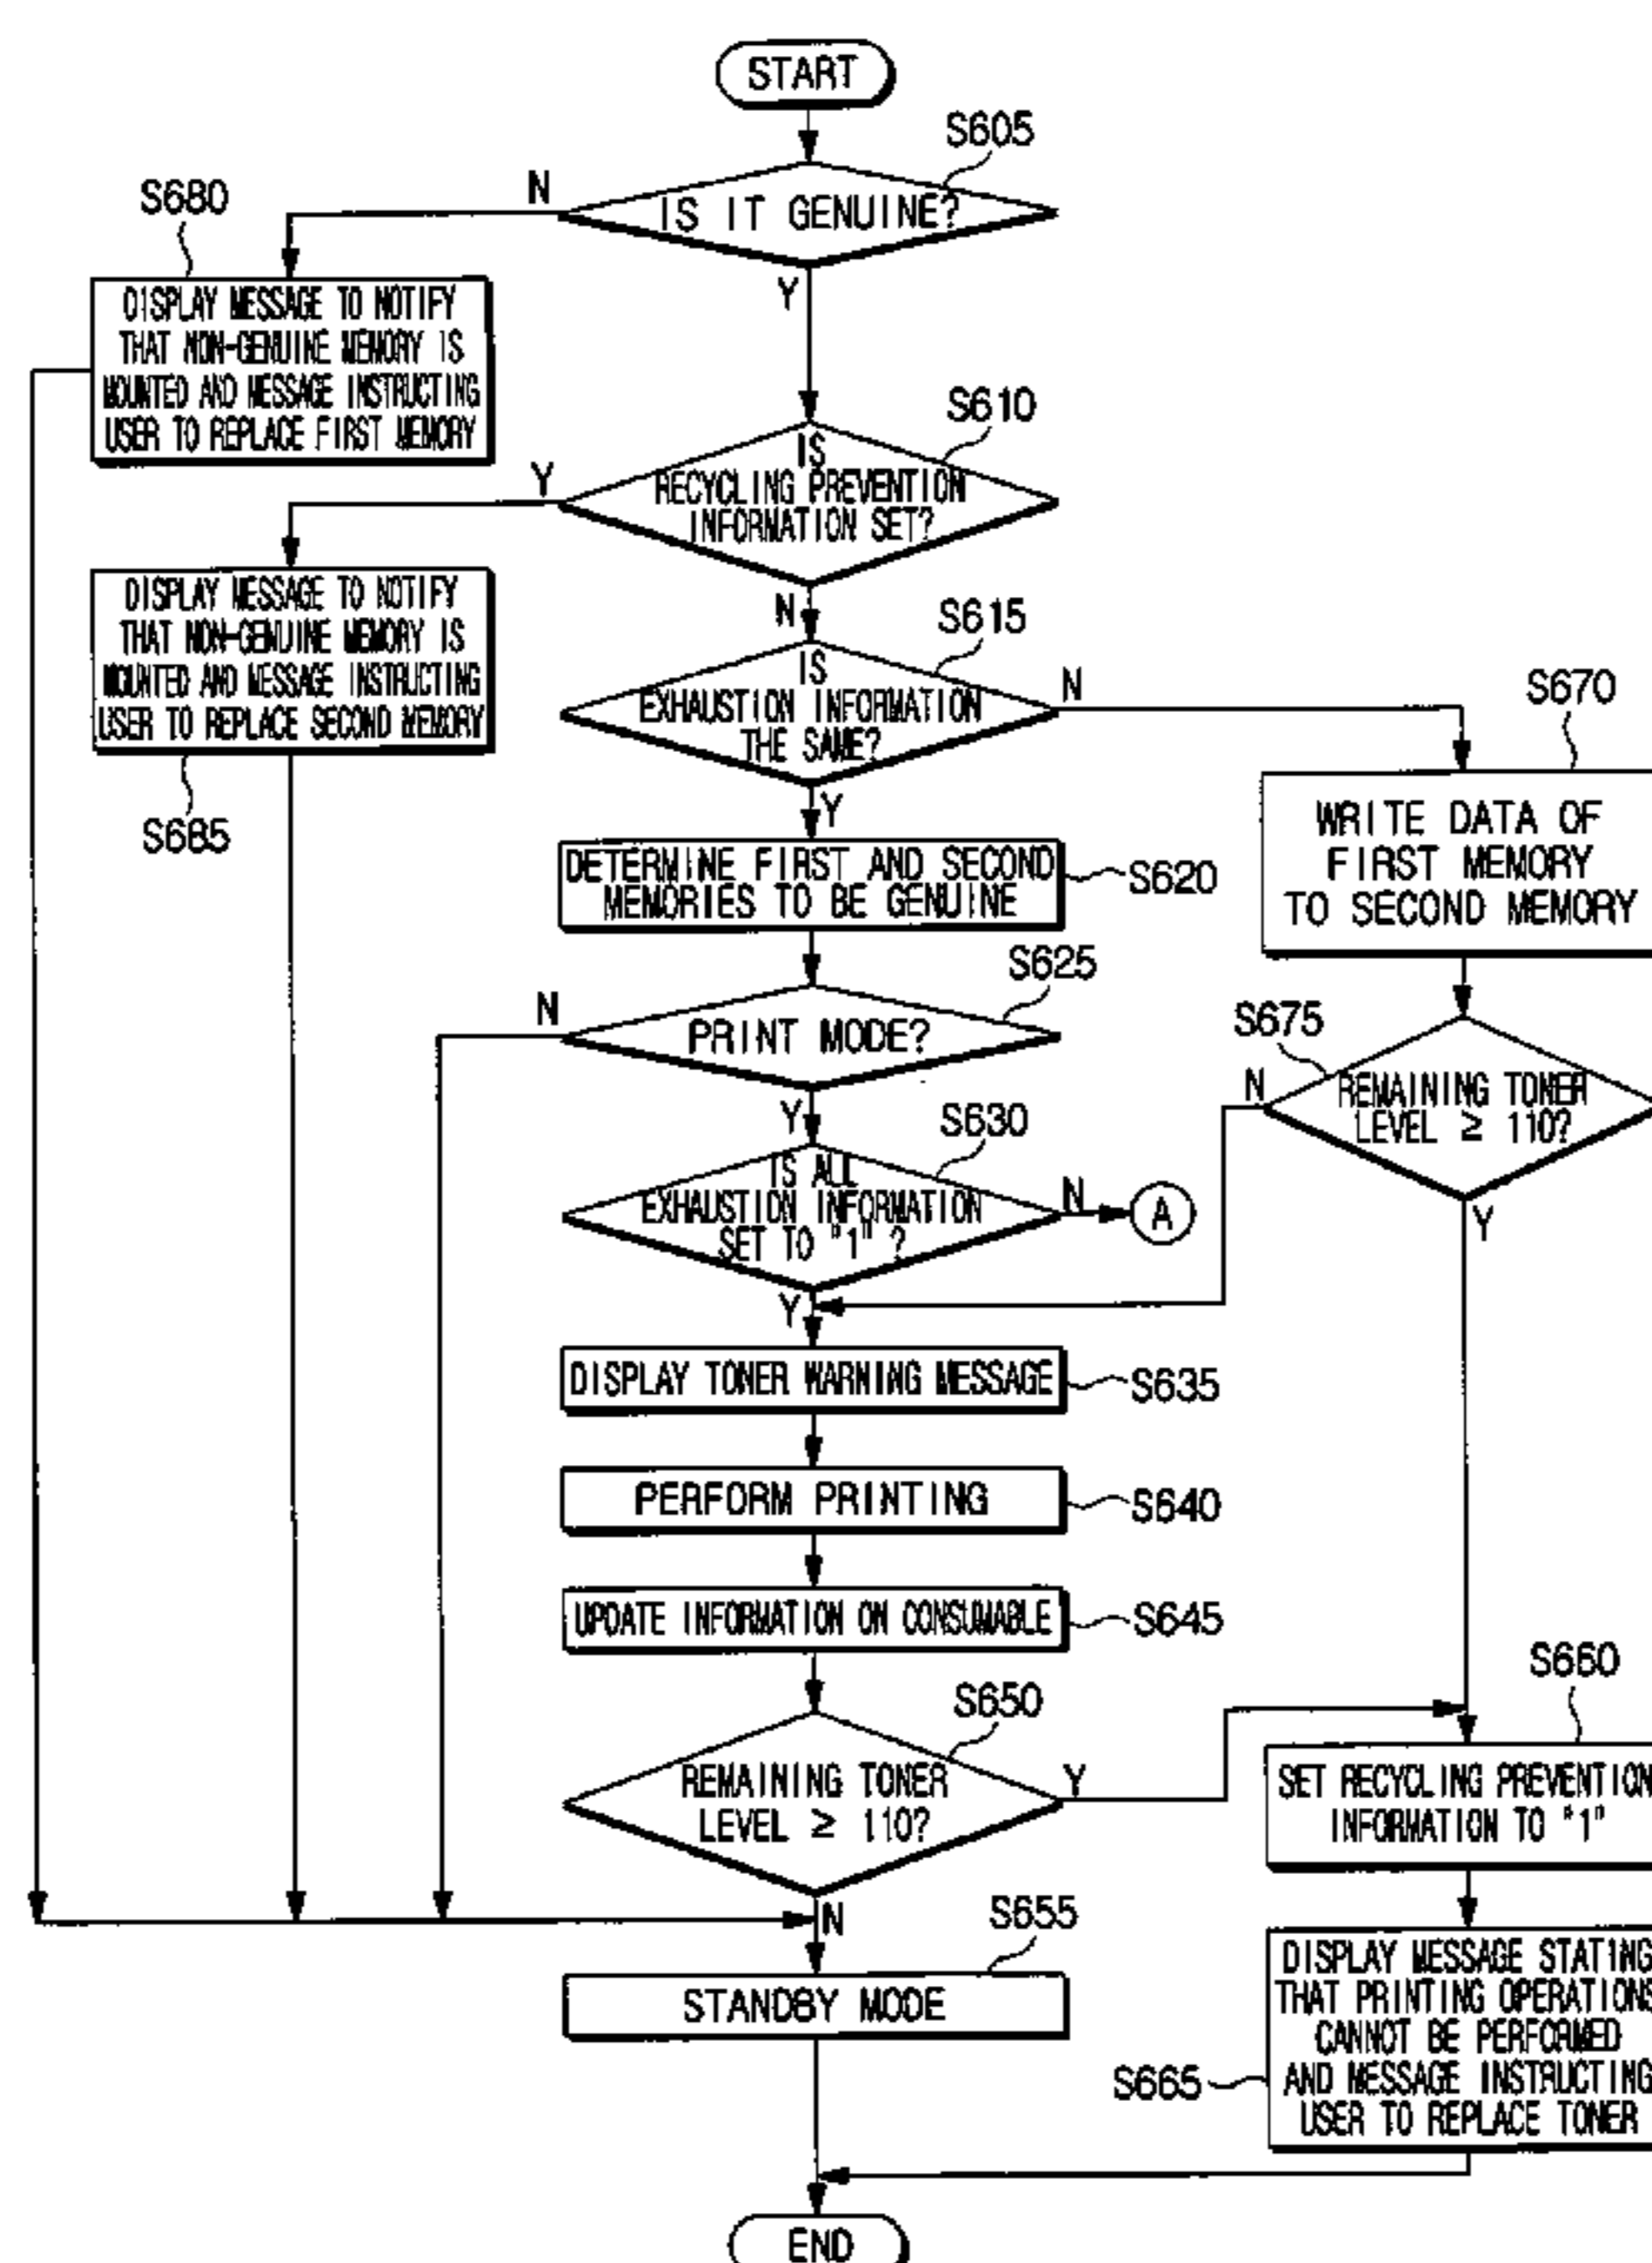 START
S605
N
IS IT GENUINE?
Y
S680
DISPLAY MESSAGE TO NOTIFY
THAT NON-GENUINE MEMORY IS
MOUNTED AND MESSAGE INSTRUCTING
USER TO REPLACE FIRST MEMORY
S610
Y
IS
RECYCLING PREVENTION
INFORMATION SET?
N
DISPLAY MESSAGE TO NOTIFY
THAT NON-GENUINE MEMORY IS
MOUNTED AND MESSAGE INSTRUCTING
USER TO REPLACE SECOND MEMORY
S685
S615
IS
EXHAUSTION INFORMATION
THE SAME?
N
Y
S670
WRITE DATA OF
FIRST MEMORY
TO SECOND MEMORY
DETERMINE FIRST AND SECOND
MEMORIES TO BE GENUINE
S620
S625
N
PRINT MODE?
Y
S675
N
REMAINING TONER
LEVEL ≥ 110?
Y
S630
IS ALL
EXHAUSTION INFORMATION
SET TO "1" ?
N
A
Y
DISPLAY TONER WARNING MESSAGE
S635
PERFORM PRINTING
S640
UPDATE INFORMATION ON CONSUMABLE
S645
S650
REMAINING TONER
LEVEL ≥ 110?
Y
N
S660
SET RECYCLING PREVENTION
INFORMATION TO "1"
S655
STANDBY MODE
DISPLAY MESSAGE STATING
THAT PRINTING OPERATIONS
CANNOT BE PERFORMED
AND MESSAGE INSTRUCTING
USER TO REPLACE TONER
S665
END